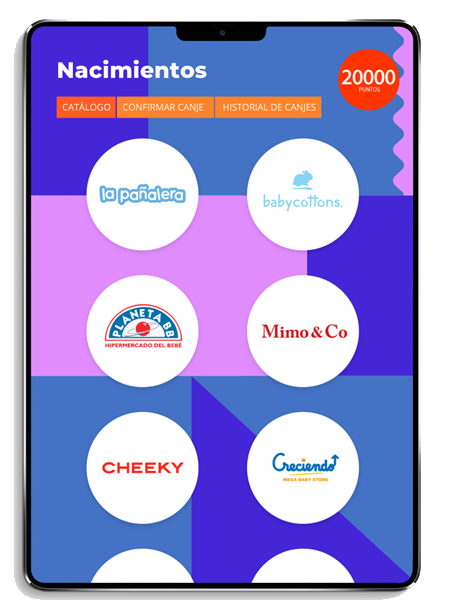 Nacimientos
20000
PUNTOS
CATÁLOGO
CONFIRMAR CANJE
HISTORIAL DE CANJES
la pañalera
babycottons.
PLANETA BB
HIPERMERCADO DEL BEBÉ
Mimo & Co
CHEEKY
Creciendo
MEGA BABY STORE